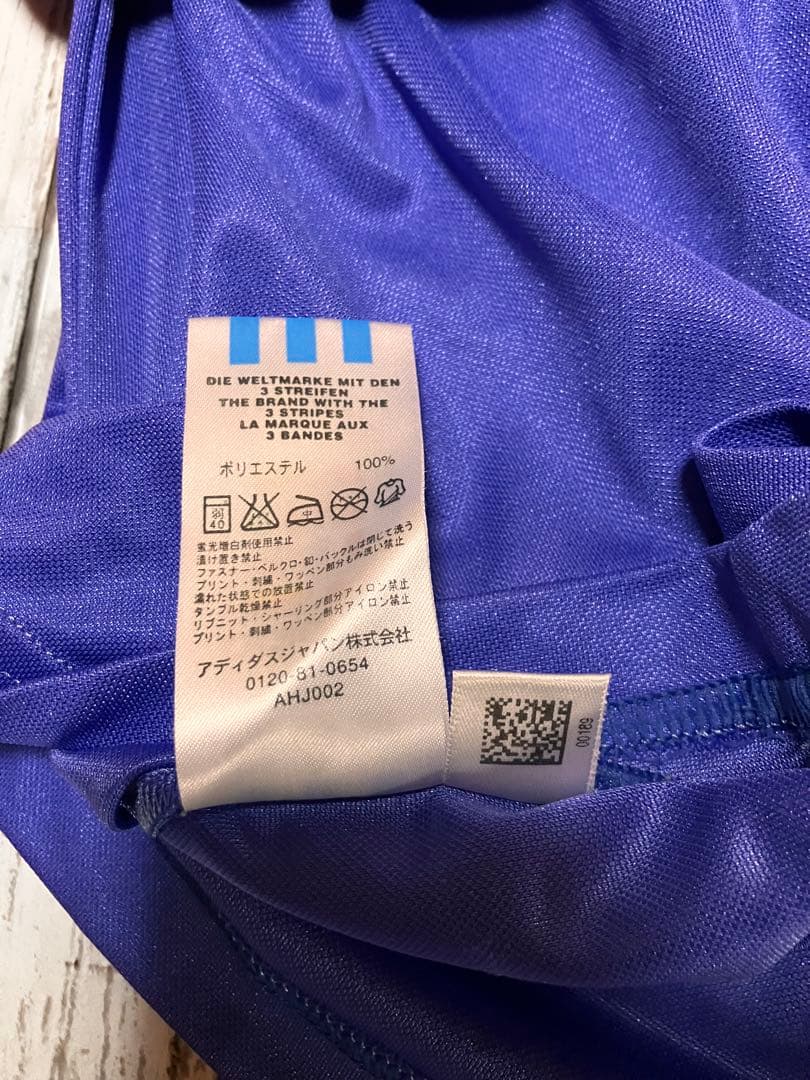 DIE WELTMARKE MIT DEN
3 STREIFEN
THE BRAND WITH THE
3 STRIPES
LA MARQUE AUX
3 BANDES
ポリエステル 100%
弱
40
中
蛍光増白剤使用禁止
漬け置き禁止
ファスナー・ベルクロ・釦・バックルは閉じて洗う
プリント・刺繍・ワッペン部分もみ洗い禁止
濡れた状態での放置禁止
タンブル乾燥禁止
リブニット・シャーリング部分アイロン禁止
プリント・刺繍・ワッペン部分アイロン禁止
アディダスジャパン株式会社
0120-81-0654
AHJ002
00189